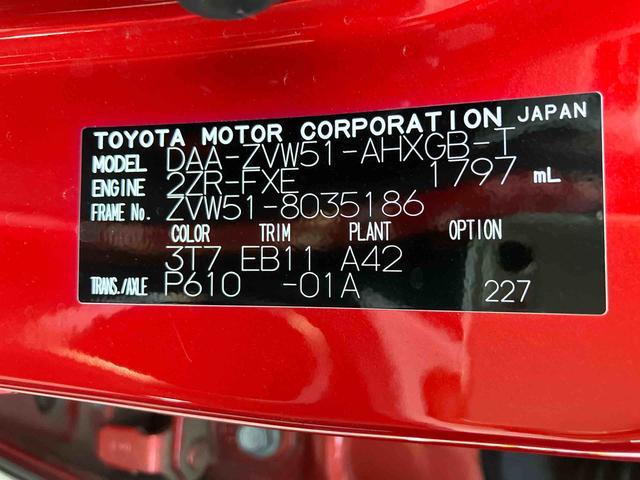 TOYOTA MOTOR CORPORATION JAPAN
MODEL DAA-ZVW51-AHXGB-T
ENGINE 2ZR-FXE 1797 mL
FRAME No. ZVW51-8035186
COLOR TRIM PLANT OPTION
3T7 EB11 A42
TRANS./AXLE P610 -01A 227